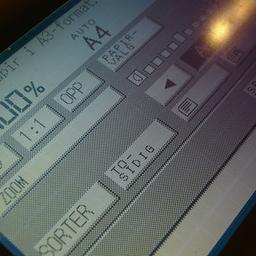 i A3-format.
00%
AUTO
A4
PAPIR-
VALG
1:1
OPP
ZOOM
TO-
SIDIG
SORTER